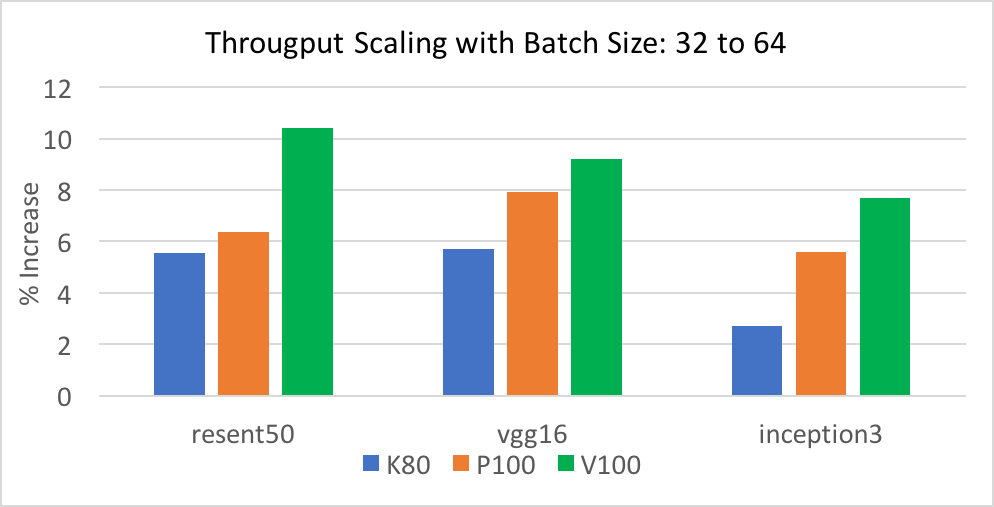 Througput Scaling with Batch Size: 32 to 64
12
10
8
6
4
2
0
% Increase
resent50 vgg16 inception3
K80 P100 V100